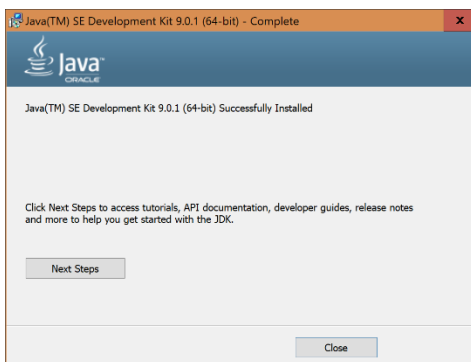 Java(TM) SE Development Kit 9.0.1 (64-bit) - Complete
Java™
ORACLE
Java(TM) SE Development Kit 9.0.1 (64-bit) Successfully Installed
Click Next Steps to access tutorials, API documentation, developer guides, release notes
and more to help you get started with the JDK.
Next Steps
Close